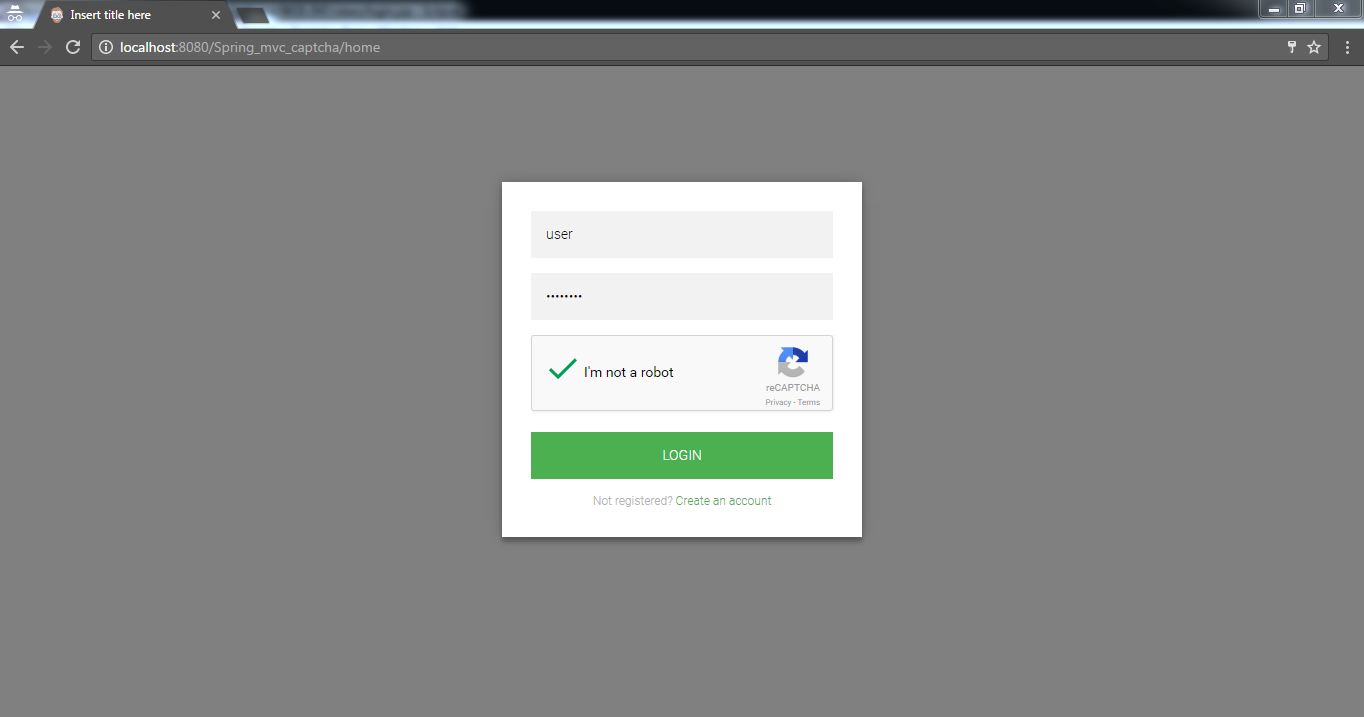 Insert title here
localhost:8080/Spring_mvc_captcha/home
user
••••••••
I'm not a robot
reCAPTCHA
Privacy - Terms
LOGIN
Not registered? Create an account